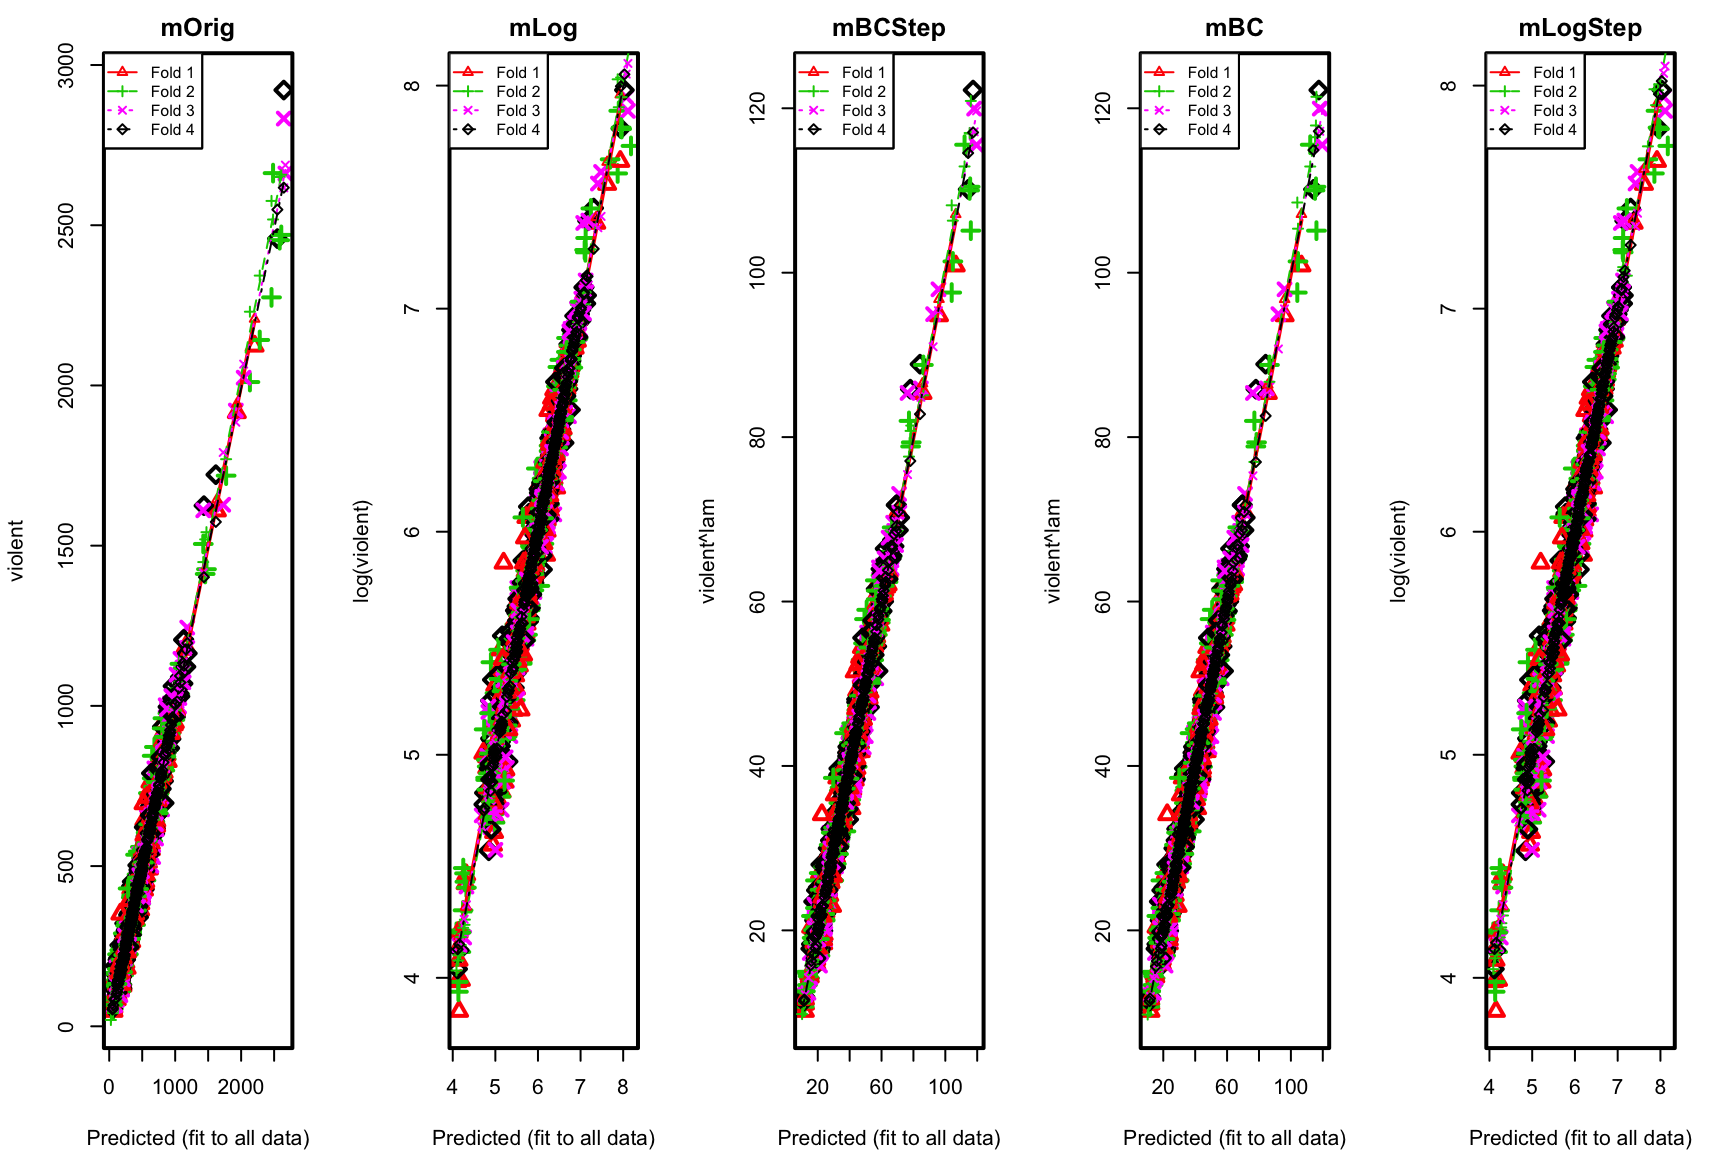 mOrig
violent
3000
2500
2000
1500
1000
500
0
Fold 1
Fold 2
Fold 3
Fold 4
0 1000 2000
Predicted (fit to all data)
mLog
log(violent)
8
7
6
5
4
Fold 1
Fold 2
Fold 3
Fold 4
4 5 6 7 8
Predicted (fit to all data)
mBCStep
violent^lam
120
100
80
60
40
20
Fold 1
Fold 2
Fold 3
Fold 4
20 60 100
Predicted (fit to all data)
mBC
violent^lam
120
100
80
60
40
20
Fold 1
Fold 2
Fold 3
Fold 4
20 60 100
Predicted (fit to all data)
mLogStep
log(violent)
8
7
6
5
4
Fold 1
Fold 2
Fold 3
Fold 4
4 5 6 7 8
Predicted (fit to all data)